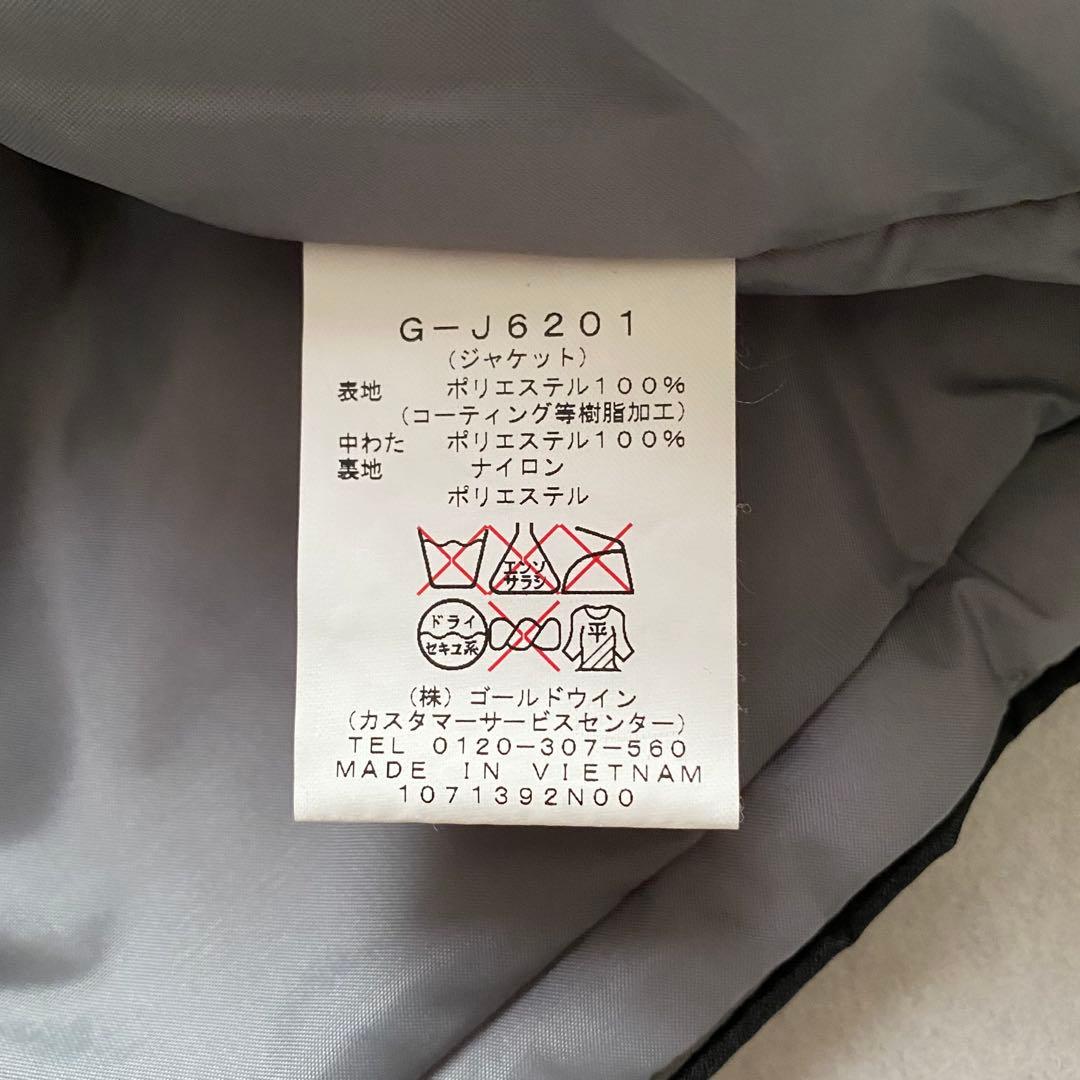 G-J6201
(ジャケット)
表地 ポリエステル100%
(コーティング等樹脂加工)
中わた ポリエステル100%
裏地 ナイロン
ポリエステル
エンソ
サラシ
ドライ
セキユ系
平
(株)ゴールドウイン
(カスタマーサービスセンター)
TEL 0120-307-560
MADE IN VIETNAM
1071392N00